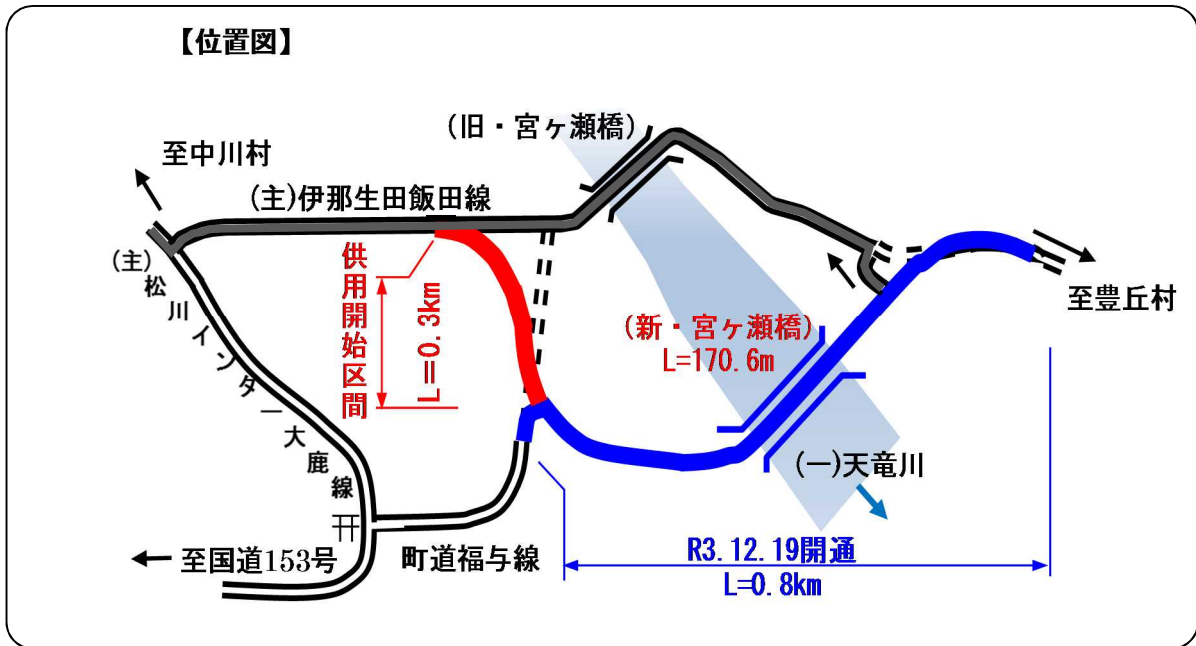 【位置図】
(旧・宮ヶ瀬橋)
至中川村
(主)伊那生田飯田線
(主)松川インター大鹿線
供用開始区間
L=0.3km
(新・宮ヶ瀬橋)
L=170.6m
至豊丘村
(一)天竜川
至国道153号
町道福与線
R3.12.19開通
L=0.8km